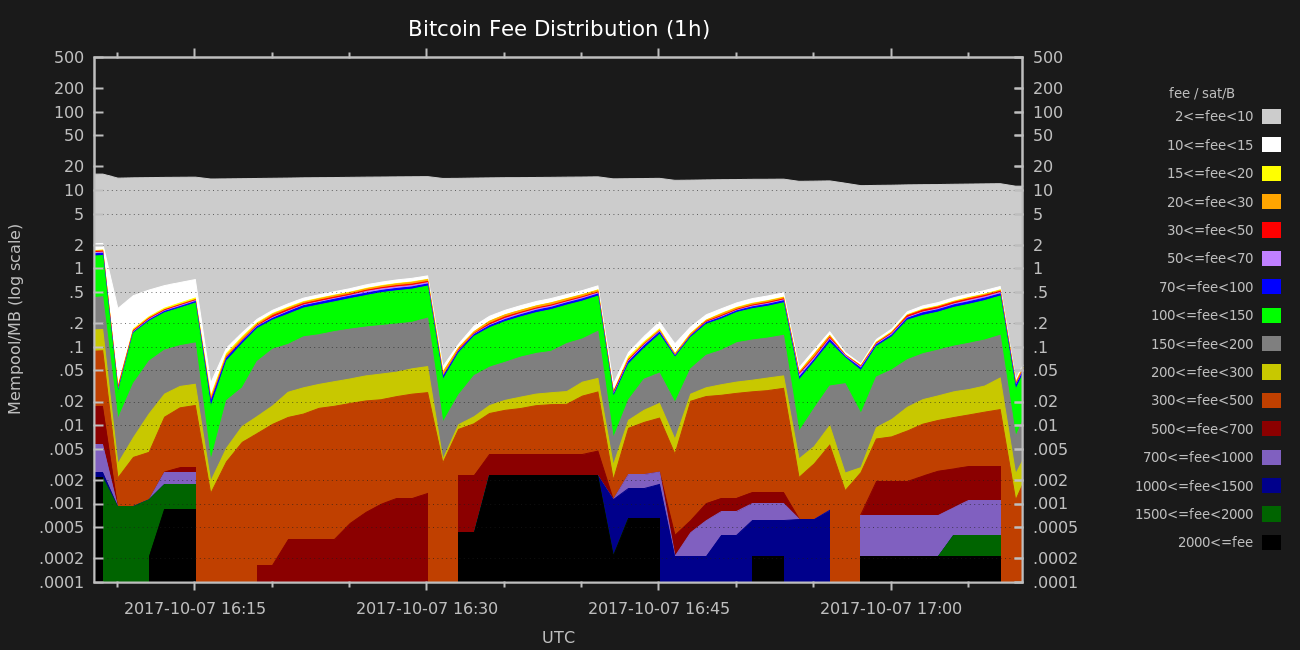 Bitcoin Fee Distribution (1h)
500 500
200 200
100 100
50 50
20 20
10 10
5 5
2 2
1 1
.5 .5
.2 .2
.1 .1
.05 .05
.02 .02
.01 .01
.005 .005
.002 .002
.001 .001
.0005 .0005
.0002 .0002
.0001 .0001
Mempool/MB (log scale)
2017-10-07 16:15 2017-10-07 16:30 2017-10-07 16:45 2017-10-07 17:00
UTC
fee / sat/B
2<=fee<10
10<=fee<15
15<=fee<20
20<=fee<30
30<=fee<50
50<=fee<70
70<=fee<100
100<=fee<150
150<=fee<200
200<=fee<300
300<=fee<500
500<=fee<700
700<=fee<1000
1000<=fee<1500
1500<=fee<2000
2000<=fee